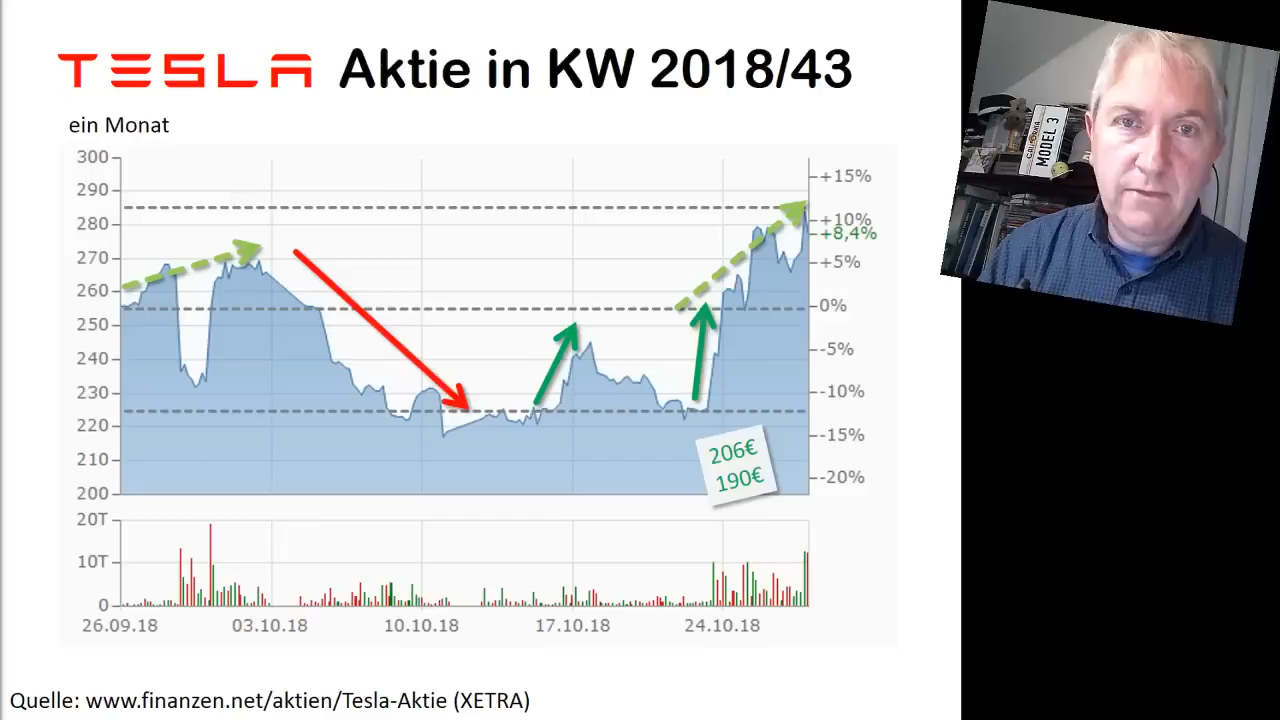 TESLA Aktie in KW 2018/43
ein Monat
300
290
280
270
260
250
240
230
220
210
200
+15%
+10%
+8,4%
+5%
0%
-5%
-10%
-15%
-20%
206€
190€
20T
10T
0
26.09.18 03.10.18 10.10.18 17.10.18 24.10.18
Quelle: www.finanzen.net/aktien/Tesla-Aktie (XETRA)
CALIFORNIA
MODEL 3